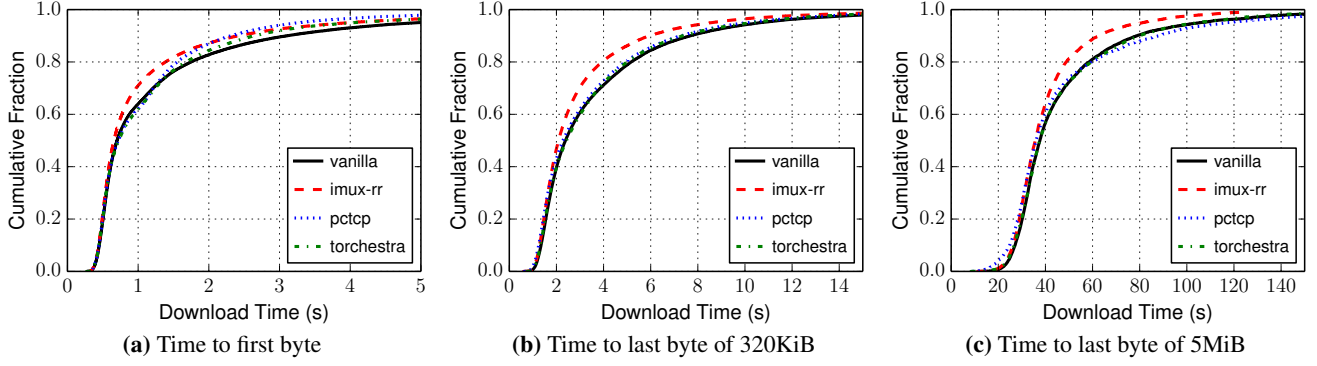 1.0
0.8
0.6
0.4
0.2
0.0
Cumulative Fraction
0 1 2 3 4 5
Download Time (s)
vanilla
imux-rr
pctcp
torchestra
(a) Time to first byte
1.0
0.8
0.6
0.4
0.2
0.0
Cumulative Fraction
0 2 4 6 8 10 12 14
Download Time (s)
vanilla
imux-rr
pctcp
torchestra
(b) Time to last byte of 320KiB
1.0
0.8
0.6
0.4
0.2
0.0
Cumulative Fraction
0 20 40 60 80 100 120 140
Download Time (s)
vanilla
imux-rr
pctcp
torchestra
(c) Time to last byte of 5MiB